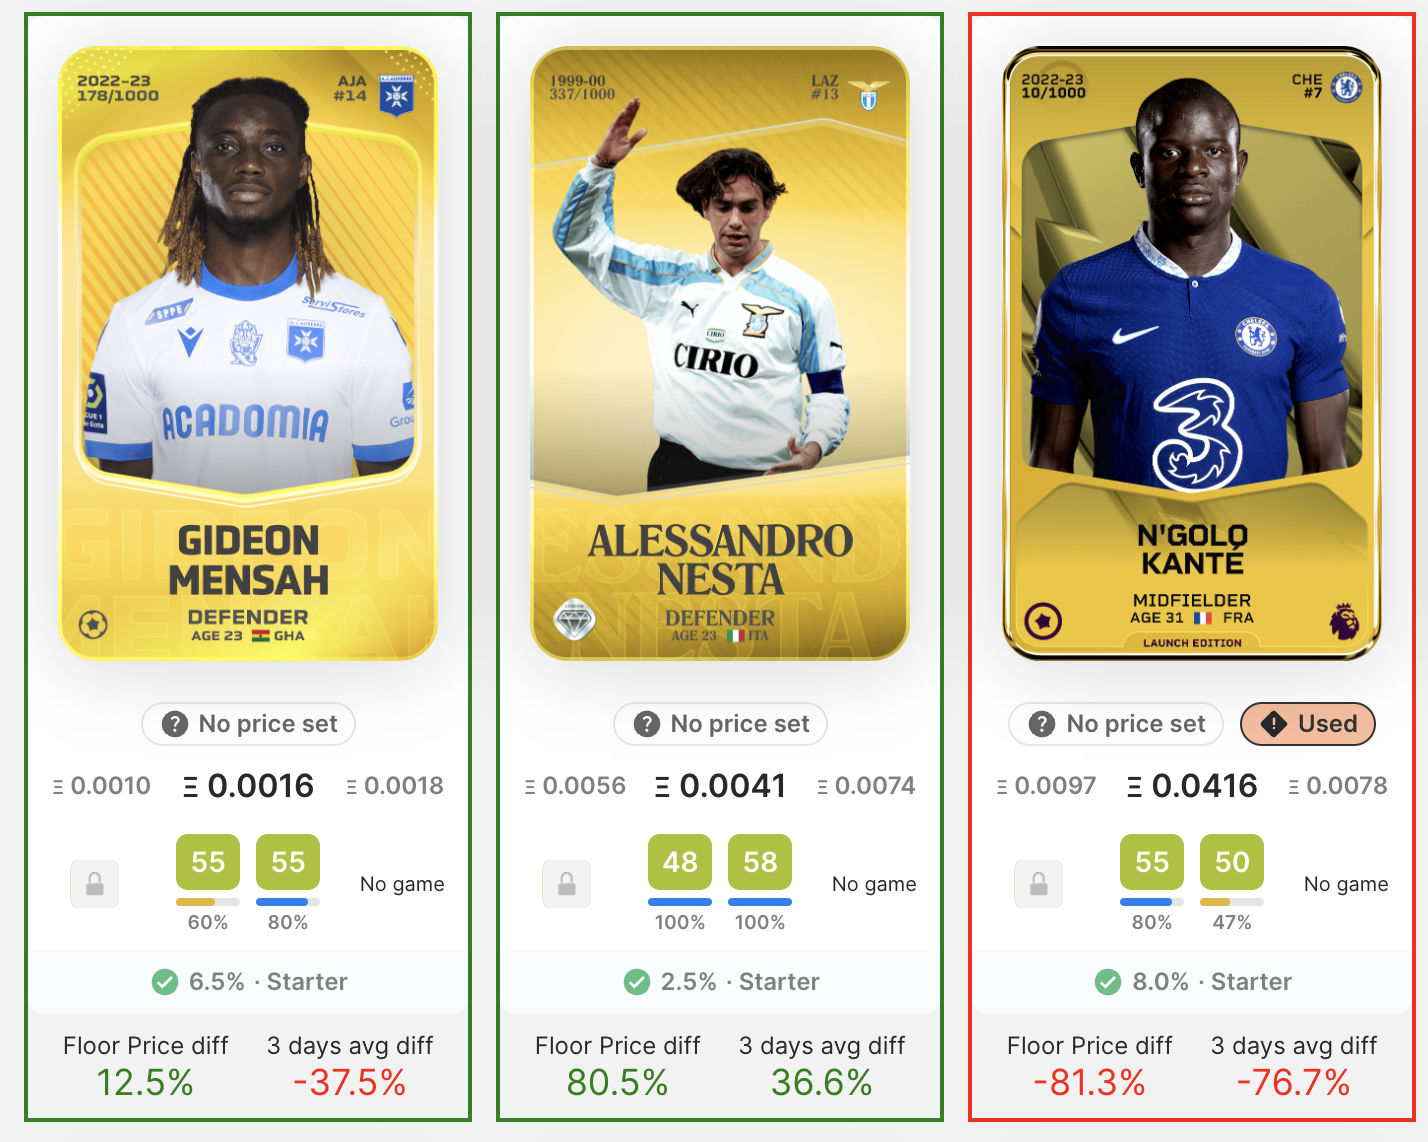 2022-23
178/1000
AJA
#14
SPPE
ServiStores
ACADOMIA
GIDEON
MENSAH
DEFENDER
AGE 23 GHA
No price set
Ξ 0.0010 Ξ 0.0016 Ξ 0.0018
55 55
60% 80%
No game
6.5% · Starter
Floor Price diff 3 days avg diff
12.5% -37.5%
1999-00
337/1000
LAZ
#13
CIRIO
CIRIO
ALESSANDRO
NESTA
DEFENDER
AGE 23 ITA
No price set
Ξ 0.0056 Ξ 0.0041 Ξ 0.0074
48 58
100% 100%
No game
2.5% · Starter
Floor Price diff 3 days avg diff
80.5% 36.6%
2022-23
10/1000
CHE
#7
3
N'GOLO
KANTÉ
MIDFIELDER
AGE 31 FRA
LAUNCH EDITION
No price set Used
Ξ 0.0097 Ξ 0.0416 Ξ 0.0078
55 50
80% 47%
No game
8.0% · Starter
Floor Price diff 3 days avg diff
-81.3% -76.7%